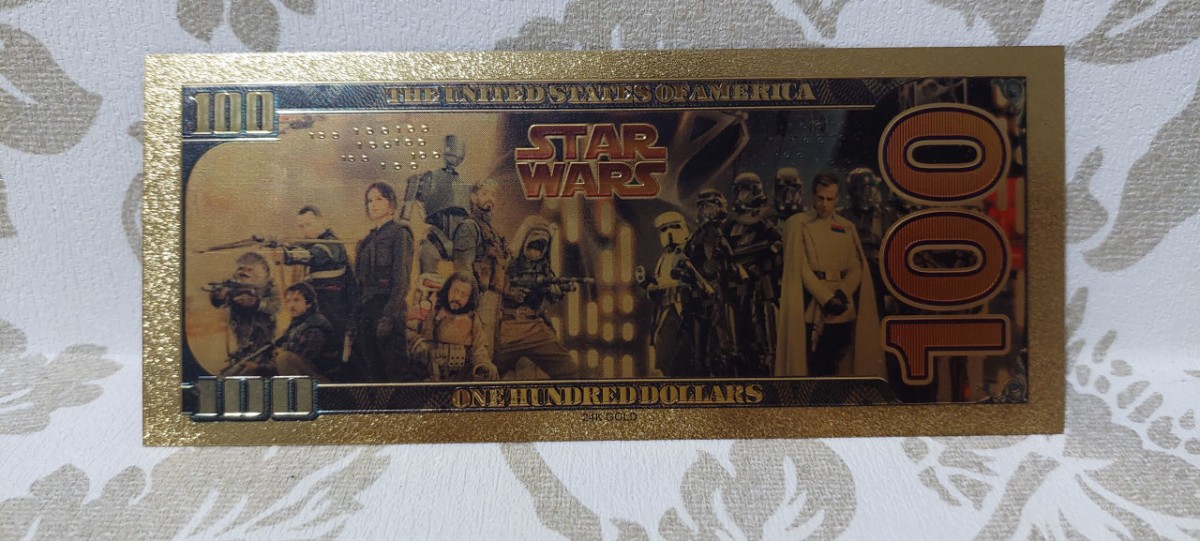 100
THE UNITED STATES OF AMERICA
STAR
WARS
100
100
ONE HUNDRED DOLLARS
24K GOLD